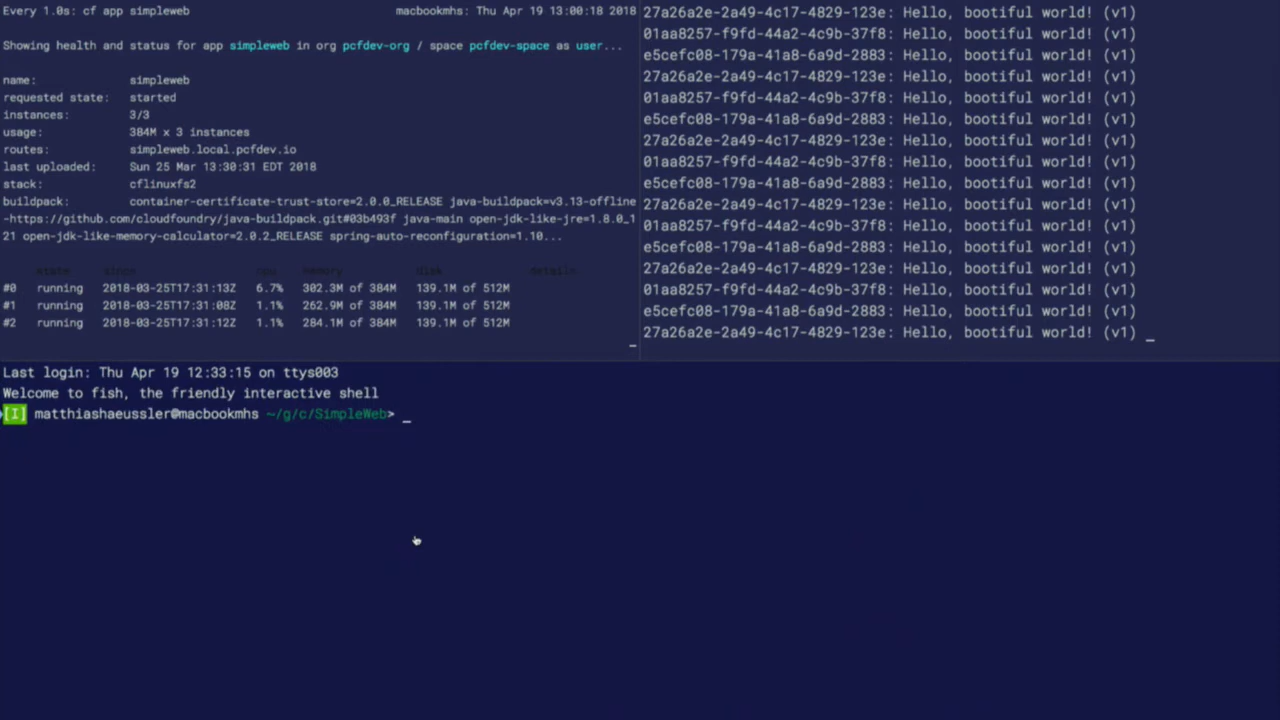 Every 1.0s: cf app simpleweb macbookmhs: Thu Apr 19 13:00:18 2018
Showing health and status for app simpleweb in org pcfdev-org / space pcfdev-space as user...
name: simpleweb
requested state: started
instances: 3/3
usage: 384M x 3 instances
routes: simpleweb.local.pcfdev.io
last uploaded: Sun 25 Mar 13:30:31 EDT 2018
stack: cflinuxfs2
buildpack: container-certificate-trust-store=2.0.0_RELEASE java-buildpack=v3.13-offline
-https://github.com/cloudfoundry/java-buildpack.git#03b493f java-main open-jdk-like-jre=1.8.0_1
21 open-jdk-like-memory-calculator=2.0.2_RELEASE spring-auto-reconfiguration=1.10...
state since cpu memory disk details
#0 running 2018-03-25T17:31:13Z 6.7% 302.3M of 384M 139.1M of 512M
#1 running 2018-03-25T17:31:08Z 1.1% 262.9M of 384M 139.1M of 512M
#2 running 2018-03-25T17:31:12Z 1.1% 284.1M of 384M 139.1M of 512M
27a26a2e-2a49-4c17-4829-123e: Hello, bootiful world! (v1)
01aa8257-f9fd-44a2-4c9b-37f8: Hello, bootiful world! (v1)
e5cefc08-179a-41a8-6a9d-2883: Hello, bootiful world! (v1)
27a26a2e-2a49-4c17-4829-123e: Hello, bootiful world! (v1)
01aa8257-f9fd-44a2-4c9b-37f8: Hello, bootiful world! (v1)
e5cefc08-179a-41a8-6a9d-2883: Hello, bootiful world! (v1)
27a26a2e-2a49-4c17-4829-123e: Hello, bootiful world! (v1)
01aa8257-f9fd-44a2-4c9b-37f8: Hello, bootiful world! (v1)
e5cefc08-179a-41a8-6a9d-2883: Hello, bootiful world! (v1)
27a26a2e-2a49-4c17-4829-123e: Hello, bootiful world! (v1)
01aa8257-f9fd-44a2-4c9b-37f8: Hello, bootiful world! (v1)
e5cefc08-179a-41a8-6a9d-2883: Hello, bootiful world! (v1)
27a26a2e-2a49-4c17-4829-123e: Hello, bootiful world! (v1)
01aa8257-f9fd-44a2-4c9b-37f8: Hello, bootiful world! (v1)
e5cefc08-179a-41a8-6a9d-2883: Hello, bootiful world! (v1)
27a26a2e-2a49-4c17-4829-123e: Hello, bootiful world! (v1) _
Last login: Thu Apr 19 12:33:15 on ttys003
Welcome to fish, the friendly interactive shell
[I] matthiashaeussler@macbookmhs ~/g/c/SimpleWeb> _